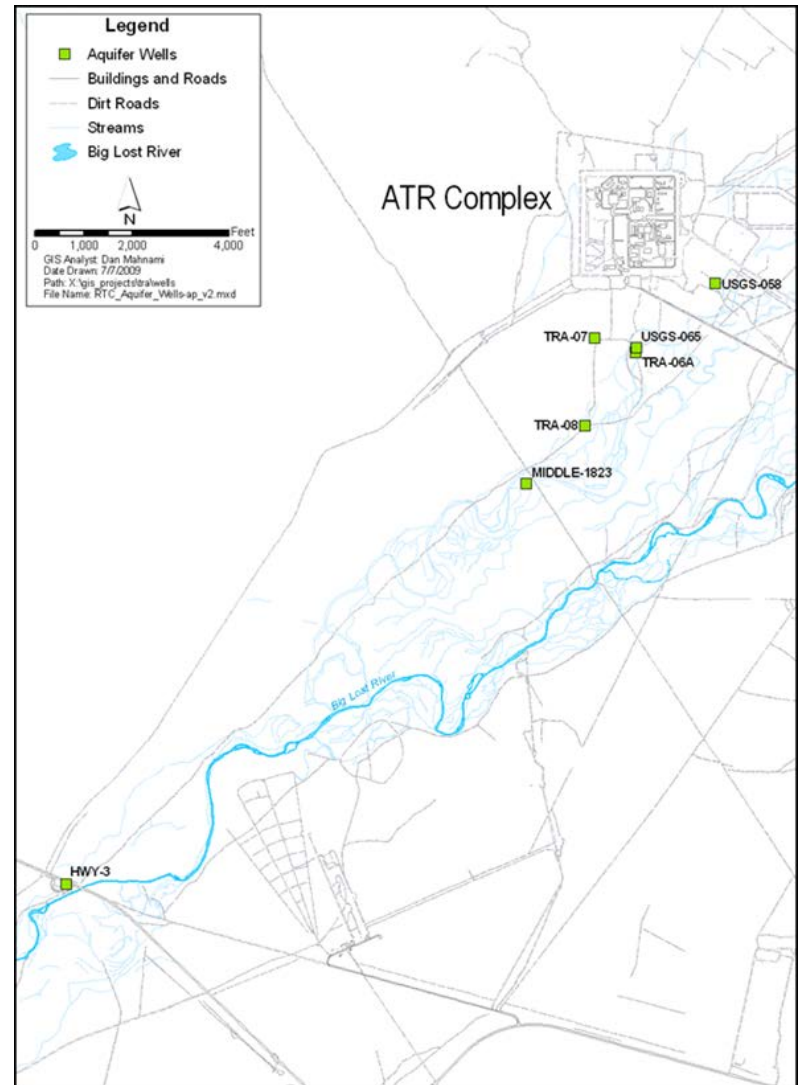 Legend
Aquifer Wells
Buildings and Roads
Dirt Roads
Streams
Big Lost River
N
Feet
0 1,000 2,000 4,000
GIS Analyst: Dan Mahnami
Date Drawn: 7/7/2009
Path: X:\gis_projects\tra\wells
File Name: RTC_Aquifer_Wells-ap_v2.mxd
ATR Complex
USGS-058
TRA-07
USGS-065
TRA-06A
TRA-08
MIDDLE-1823
Big Lost River
HWY-3